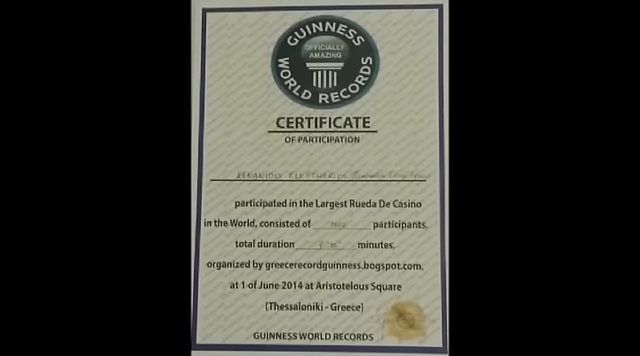 GUINNESS
OFFICIALLY
AMAZING
WORLD RECORDS
CERTIFICATE
OF PARTICIPATION
participated in the Largest Rueda De Casino
in the World, consisted of participants,
total duration minutes,
organized by greecerecordguinness.bogspot.com,
at 1 of June 2014 at Aristotelous Square
(Thessaloniki - Greece)
GUINNESS WORLD RECORDS